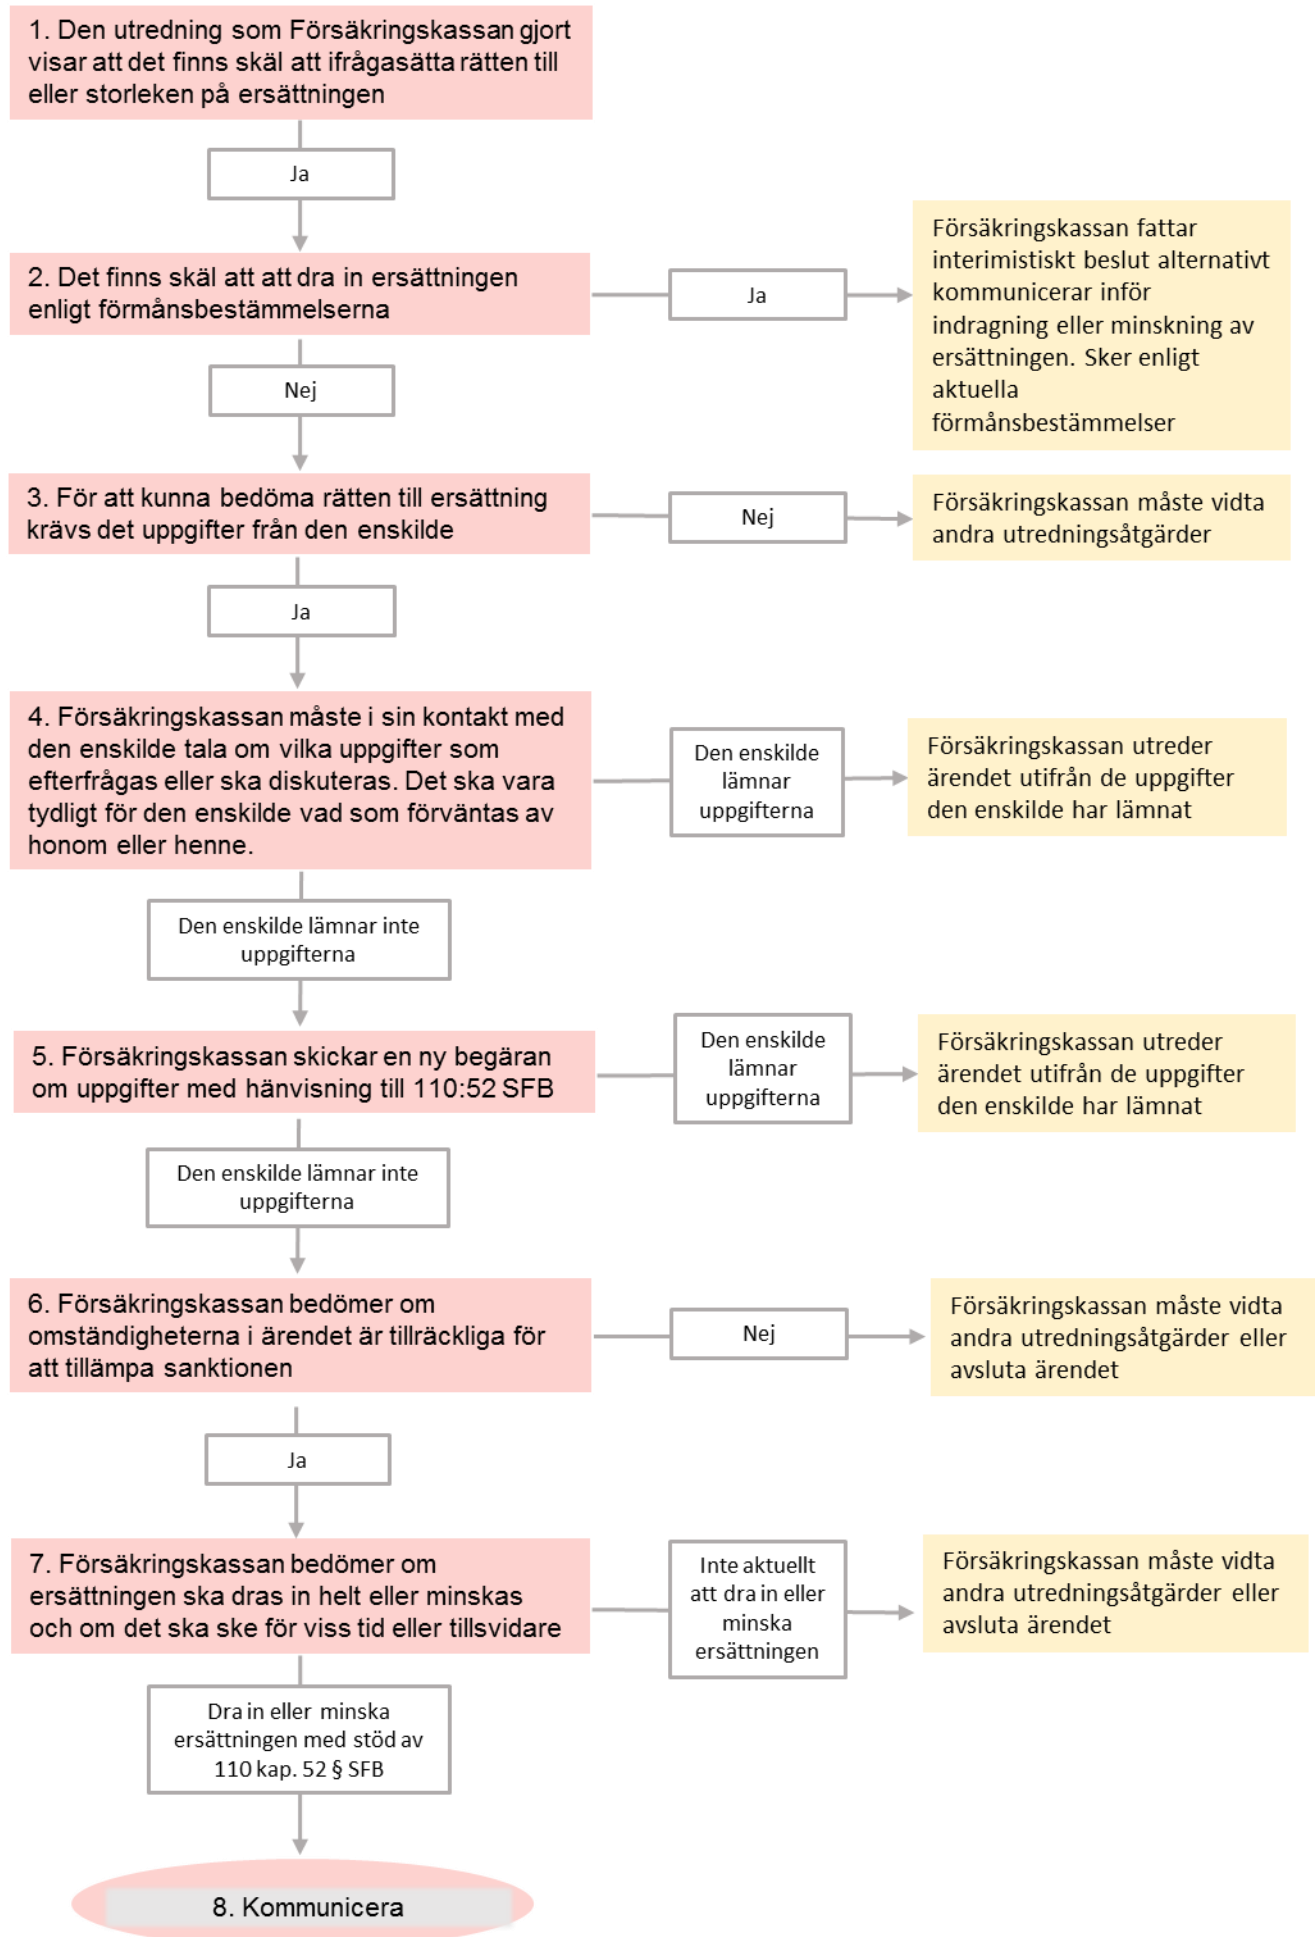 1. Den utredning som Försäkringskassan gjort
visar att det finns skäl att ifrågasätta rätten till
eller storleken på ersättningen
Ja
2. Det finns skäl att att dra in ersättningen
enligt förmånsbestämmelserna
Ja
Försäkringskassan fattar
interimistiskt beslut alternativt
kommunicerar inför
indragning eller minskning av
ersättningen. Sker enligt
aktuella
förmånsbestämmelser
Nej
3. För att kunna bedöma rätten till ersättning
krävs det uppgifter från den enskilde
Nej
Försäkringskassan måste vidta
andra utredningsåtgärder
Ja
4. Försäkringskassan måste i sin kontakt med
den enskilde tala om vilka uppgifter som
efterfrågas eller ska diskuteras. Det ska vara
tydligt för den enskilde vad som förväntas av
honom eller henne.
Den enskilde
lämnar
uppgifterna
Försäkringskassan utreder
ärendet utifrån de uppgifter
den enskilde har lämnat
Den enskilde lämnar inte
uppgifterna
5. Försäkringskassan skickar en ny begäran
om uppgifter med hänvisning till 110:52 SFB
Den enskilde
lämnar
uppgifterna
Försäkringskassan utreder
ärendet utifrån de uppgifter
den enskilde har lämnat
Den enskilde lämnar inte
uppgifterna
6. Försäkringskassan bedömer om
omständigheterna i ärendet är tillräckliga för
att tillämpa sanktionen
Nej
Försäkringskassan måste vidta
andra utredningsåtgärder eller
avsluta ärendet
Ja
7. Försäkringskassan bedömer om
ersättningen ska dras in helt eller minskas
och om det ska ske för viss tid eller tillsvidare
Inte aktuellt
att dra in eller
minska
ersättningen
Försäkringskassan måste vidta
andra utredningsåtgärder eller
avsluta ärendet
Dra in eller minska
ersättningen med stöd av
110 kap. 52 § SFB
8. Kommunicera